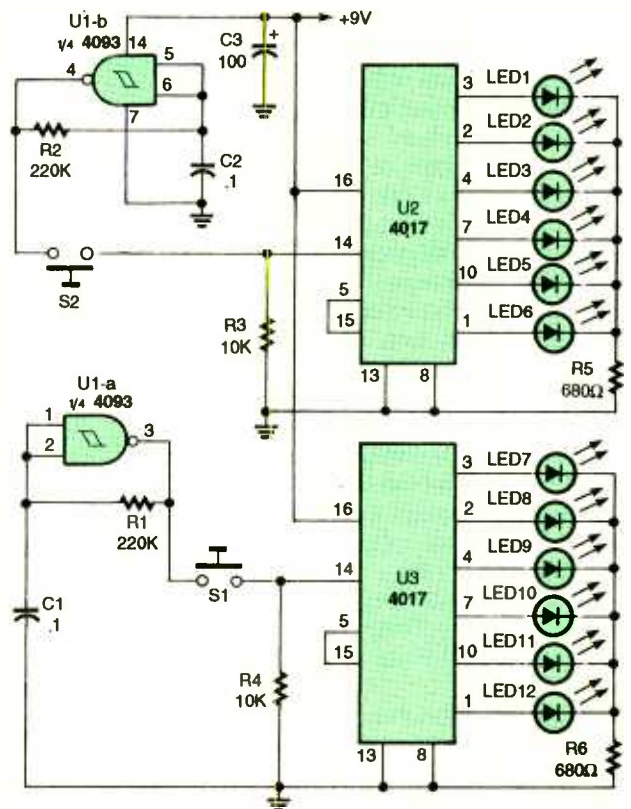 U1-b
1/4 4093
14
4
5
6
7
R2
220K
C2
.1
C3
100
+
+9V
S2
R3
10K
16
14
5
15
U2
4017
13
8
3
2
4
7
10
1
LED1
LED2
LED3
LED4
LED5
LED6
R5
680Ω
U1-a
1/4 4093
1
2
3
R1
220K
C1
.1
S1
R4
10K
16
14
5
15
U3
4017
13
8
3
2
4
7
10
1
LED7
LED8
LED9
LED10
LED11
LED12
R6
680Ω